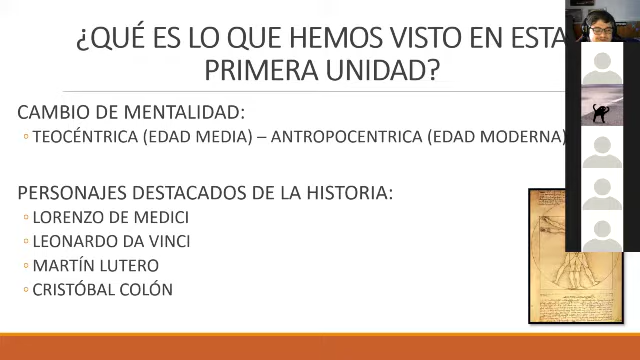 ¿QUÉ ES LO QUE HEMOS VISTO EN ESTA
PRIMERA UNIDAD?
CAMBIO DE MENTALIDAD:
TEOCÉNTRICA (EDAD MEDIA) – ANTROPOCENTRICA (EDAD MODERNA)
PERSONAJES DESTACADOS DE LA HISTORIA:
LORENZO DE MEDICI
LEONARDO DA VINCI
MARTÍN LUTERO
CRISTÓBAL COLÓN